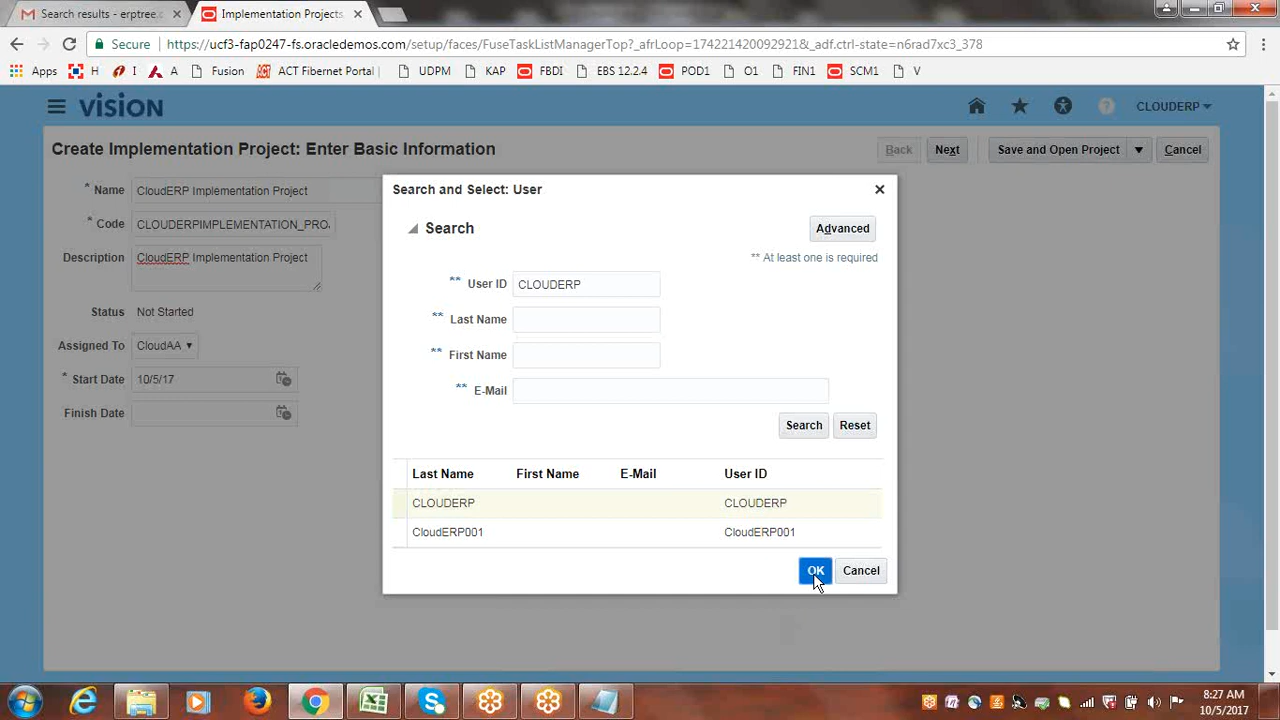 Search results - erptree.c
Implementation Projects
Secure
https://ucf3-fap0247-fs.oracledemos.com/setup/faces/FuseTaskListManagerTop?_afrLoop=174221420092921&_adf.ctrl-state=n6rad7xc3_378
Apps H I A Fusion ACT Fibernet Portal UDPM KAP FBDI EBS 12.2.4 POD1 O1 FIN1 SCM1 V
VISION
CLOUDERP
Create Implementation Project: Enter Basic Information
Back Next Save and Open Project Cancel
* Name CloudERP Implementation Project
* Code CLOUDERPIMPLEMENTATION_PRO
Description CloudERP Implementation Project
Status Not Started
Assigned To CloudAA
* Start Date 10/5/17
Finish Date
Search and Select: User
Search
Advanced
** At least one is required
** User ID CLOUDERP
** Last Name
** First Name
** E-Mail
Search Reset
Last Name First Name E-Mail User ID
CLOUDERP CLOUDERP
CloudERP001 CloudERP001
OK Cancel
8:27 AM
10/5/2017